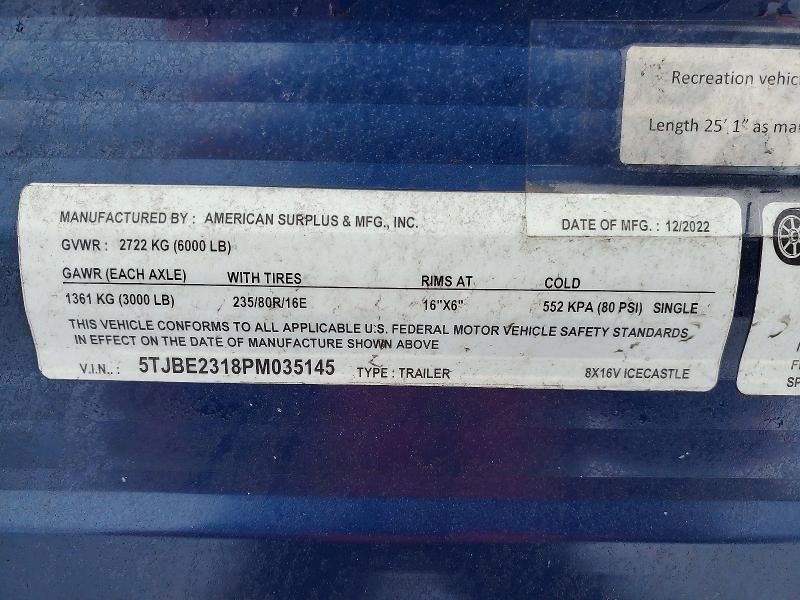 Recreation vehic
Length 25' 1" as ma
MANUFACTURED BY : AMERICAN SURPLUS & MFG., INC. DATE OF MFG. : 12/2022
GVWR : 2722 KG (6000 LB)
GAWR (EACH AXLE) WITH TIRES RIMS AT COLD
1361 KG (3000 LB) 235/80R/16E 16"X6" 552 KPA (80 PSI) SINGLE
THIS VEHICLE CONFORMS TO ALL APPLICABLE U.S. FEDERAL MOTOR VEHICLE SAFETY STANDARDS
IN EFFECT ON THE DATE OF MANUFACTURE SHOWN ABOVE
V.I.N.. : 5TJBE2318PM035145 TYPE : TRAILER 8X16V ICECASTLE
F
SP